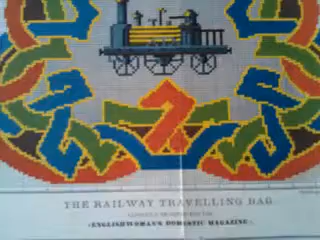 THE RAILWAY TRAVELLING BAG
ENGLISHWOMAN'S DOMESTIC MAGAZINE.